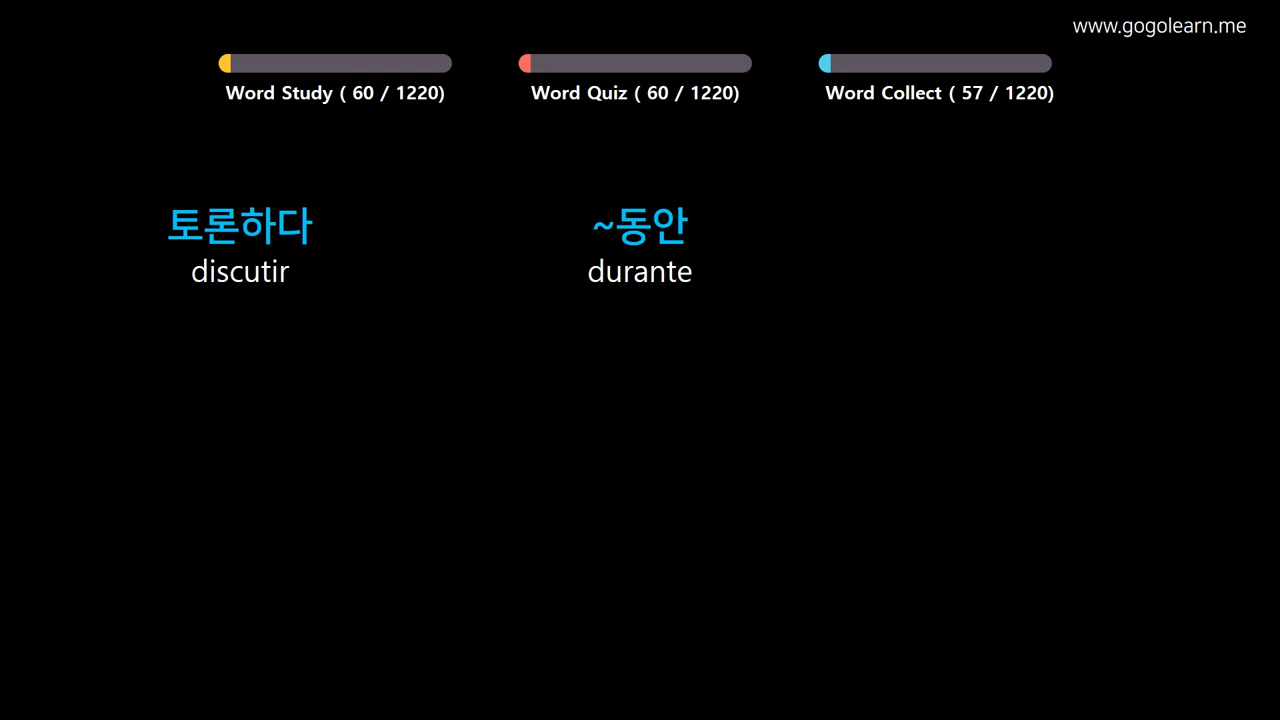 www.gogolearn.me
Word Study ( 60 / 1220)
Word Quiz ( 60 / 1220)
Word Collect ( 57 / 1220)
토론하다
discutir
~동안
durante